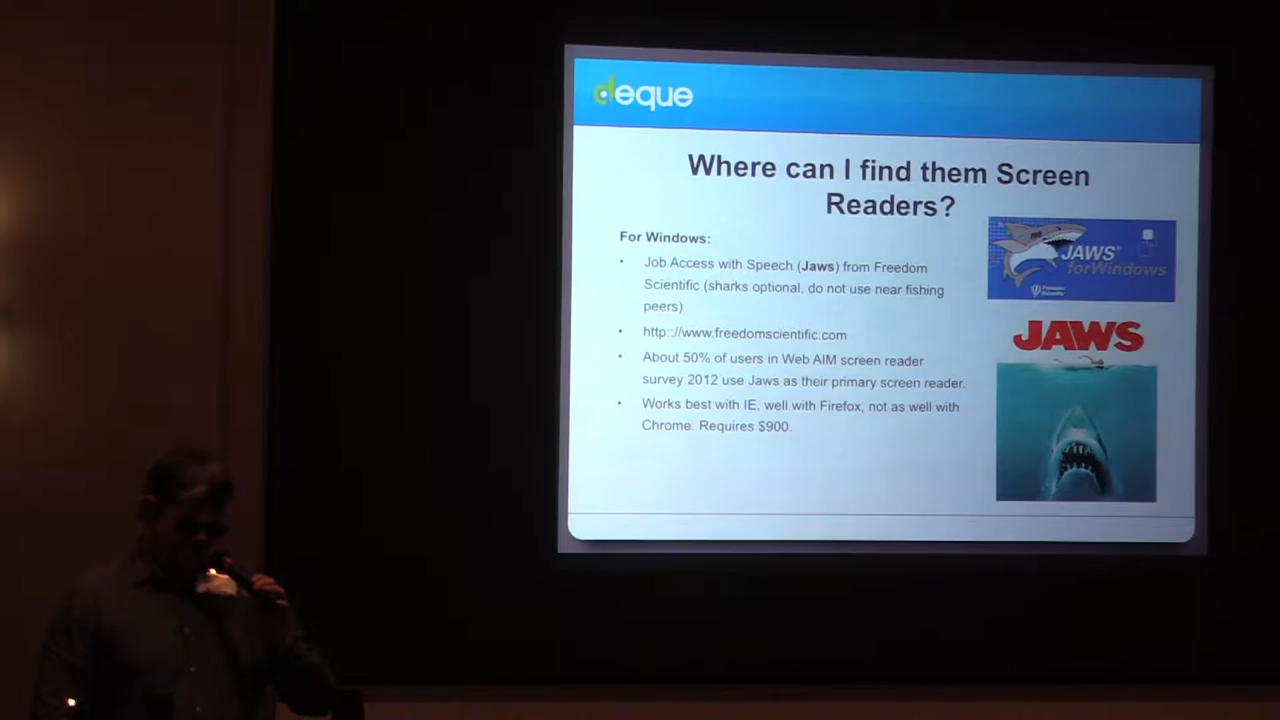 deque
Where can I find them Screen
Readers?
For Windows:
• Job Access with Speech (Jaws) from Freedom
Scientific (sharks optional, do not use near fishing
peers)
• http:://www.freedomscientific.com
• About 50% of users in Web AIM screen reader
survey 2012 use Jaws as their primary screen reader.
• Works best with IE, well with Firefox, not as well with
Chrome. Requires $900.
JAWS®
for Windows
Freedom
Scientific
JAWS